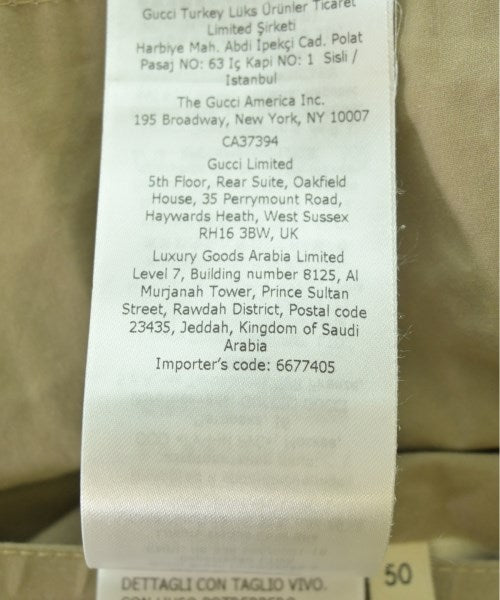 Gucci Turkey Lüks Ürünler Ticaret
Limited Şirketi
Harbiye Mah. Abdi Ipekçi Cad. Polat
Pasaj NO: 63 Iç Kapi NO: 1 Sisli /
Istanbul
The Gucci America Inc.
195 Broadway, New York, NY 10007
CA37394
Gucci Limited
5th Floor, Rear Suite, Oakfield
House, 35 Perrymount Road,
Haywards Heath, West Sussex
RH16 3BW, UK
Luxury Goods Arabia Limited
Level 7, Building number 8125, Al
Murjanah Tower, Prince Sultan
Street, Rawdah District, Postal code
23435, Jeddah, Kingdom of Saudi
Arabia
Importer's code: 6677405
50
DETTAGLI CON TAGLIO VIVO.